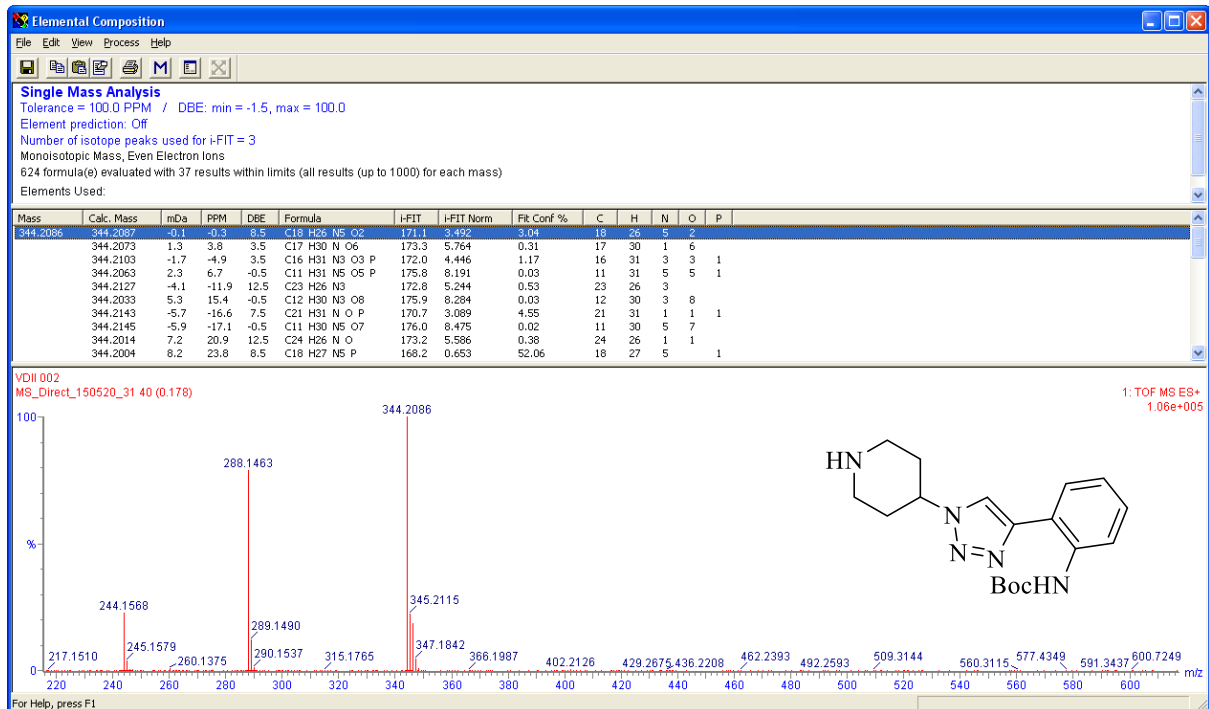 Elemental Composition
File Edit View Process Help
M
Single Mass Analysis
Tolerance = 100.0 PPM / DBE: min = -1.5, max = 100.0
Element prediction: Off
Number of isotope peaks used for i-FIT = 3
Monoisotopic Mass, Even Electron Ions
624 formula(e) evaluated with 37 results within limits (all results (up to 1000) for each mass)
Elements Used:
Mass Calc. Mass mDa PPM DBE Formula i-FIT i-FIT Norm Fit Conf % C H N O P
344.2086 344.2087 -0.1 -0.3 8.5 C18 H26 N5 O2 171.1 3.492 3.04 18 26 5 2
344.2073 1.3 3.8 3.5 C17 H30 N O6 173.3 5.764 0.31 17 30 1 6
344.2103 -1.7 -4.9 3.5 C16 H31 N3 O3 P 172.0 4.446 1.17 16 31 3 3 1
344.2063 2.3 6.7 -0.5 C11 H31 N5 O5 P 175.8 8.191 0.03 11 31 5 5 1
344.2127 -4.1 -11.9 12.5 C23 H26 N3 172.8 5.244 0.53 23 26 3
344.2033 5.3 15.4 -0.5 C12 H30 N3 O8 175.9 8.284 0.03 12 30 3 8
344.2143 -5.7 -16.6 7.5 C21 H31 N O P 170.7 3.089 4.55 21 31 1 1 1
344.2145 -5.9 -17.1 -0.5 C11 H30 N5 O7 176.0 8.475 0.02 11 30 5 7
344.2014 7.2 20.9 12.5 C24 H26 N O 173.2 5.586 0.38 24 26 1 1
344.2004 8.2 23.8 8.5 C18 H27 N5 P 168.2 0.653 52.06 18 27 5 1
VDII 002
MS_Direct_150520_31 40 (0.178)
1: TOF MS ES+
1.06e+005
100
344.2086
288.1463
HN
N
N=N
BocHN
%
244.1568
345.2115
289.1490
217.1510
245.1579
260.1375
290.1537
315.1765
347.1842
366.1987
402.2126
429.2675
436.2208
462.2393
492.2593
509.3144
560.3115
577.4349
591.3437
600.7249
0
m/z
220 240 260 280 300 320 340 360 380 400 420 440 460 480 500 520 540 560 580 600
For Help, press F1